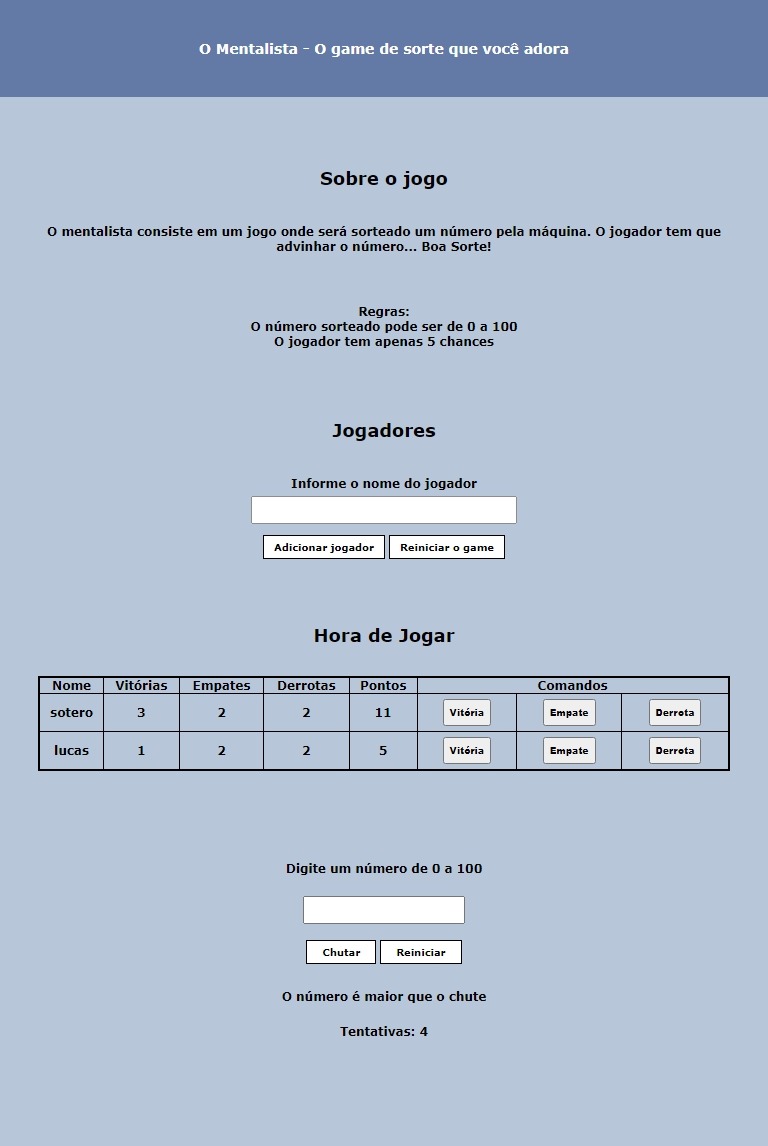 O Mentalista - O game de sorte que você adora
Sobre o jogo
O mentalista consiste em um jogo onde será sorteado um número pela máquina. O jogador tem que
advinhar o número... Boa Sorte!
Regras:
O número sorteado pode ser de 0 a 100
O jogador tem apenas 5 chances
Jogadores
Informe o nome do jogador
Adicionar jogador Reiniciar o game
Hora de Jogar
Nome Vitórias Empates Derrotas Pontos Comandos
sotero 3 2 2 11 Vitória Empate Derrota
lucas 1 2 2 5 Vitória Empate Derrota
Digite um número de 0 a 100
Chutar Reiniciar
O número é maior que o chute
Tentativas: 4